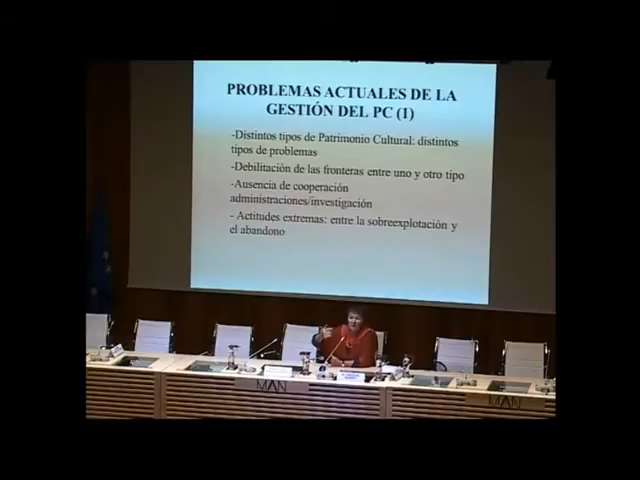 PROBLEMAS ACTUALES DE LA
GESTIÓN DEL PC (1)
-Distintos tipos de Patrimonio Cultural: distintos
tipos de problemas
-Debilitación de las fronteras entre uno y otro tipo
-Ausencia de cooperación
administraciones/investigación
- Actitudes extremas: entre la sobreexplotación y
el abandono
MAN
MAN